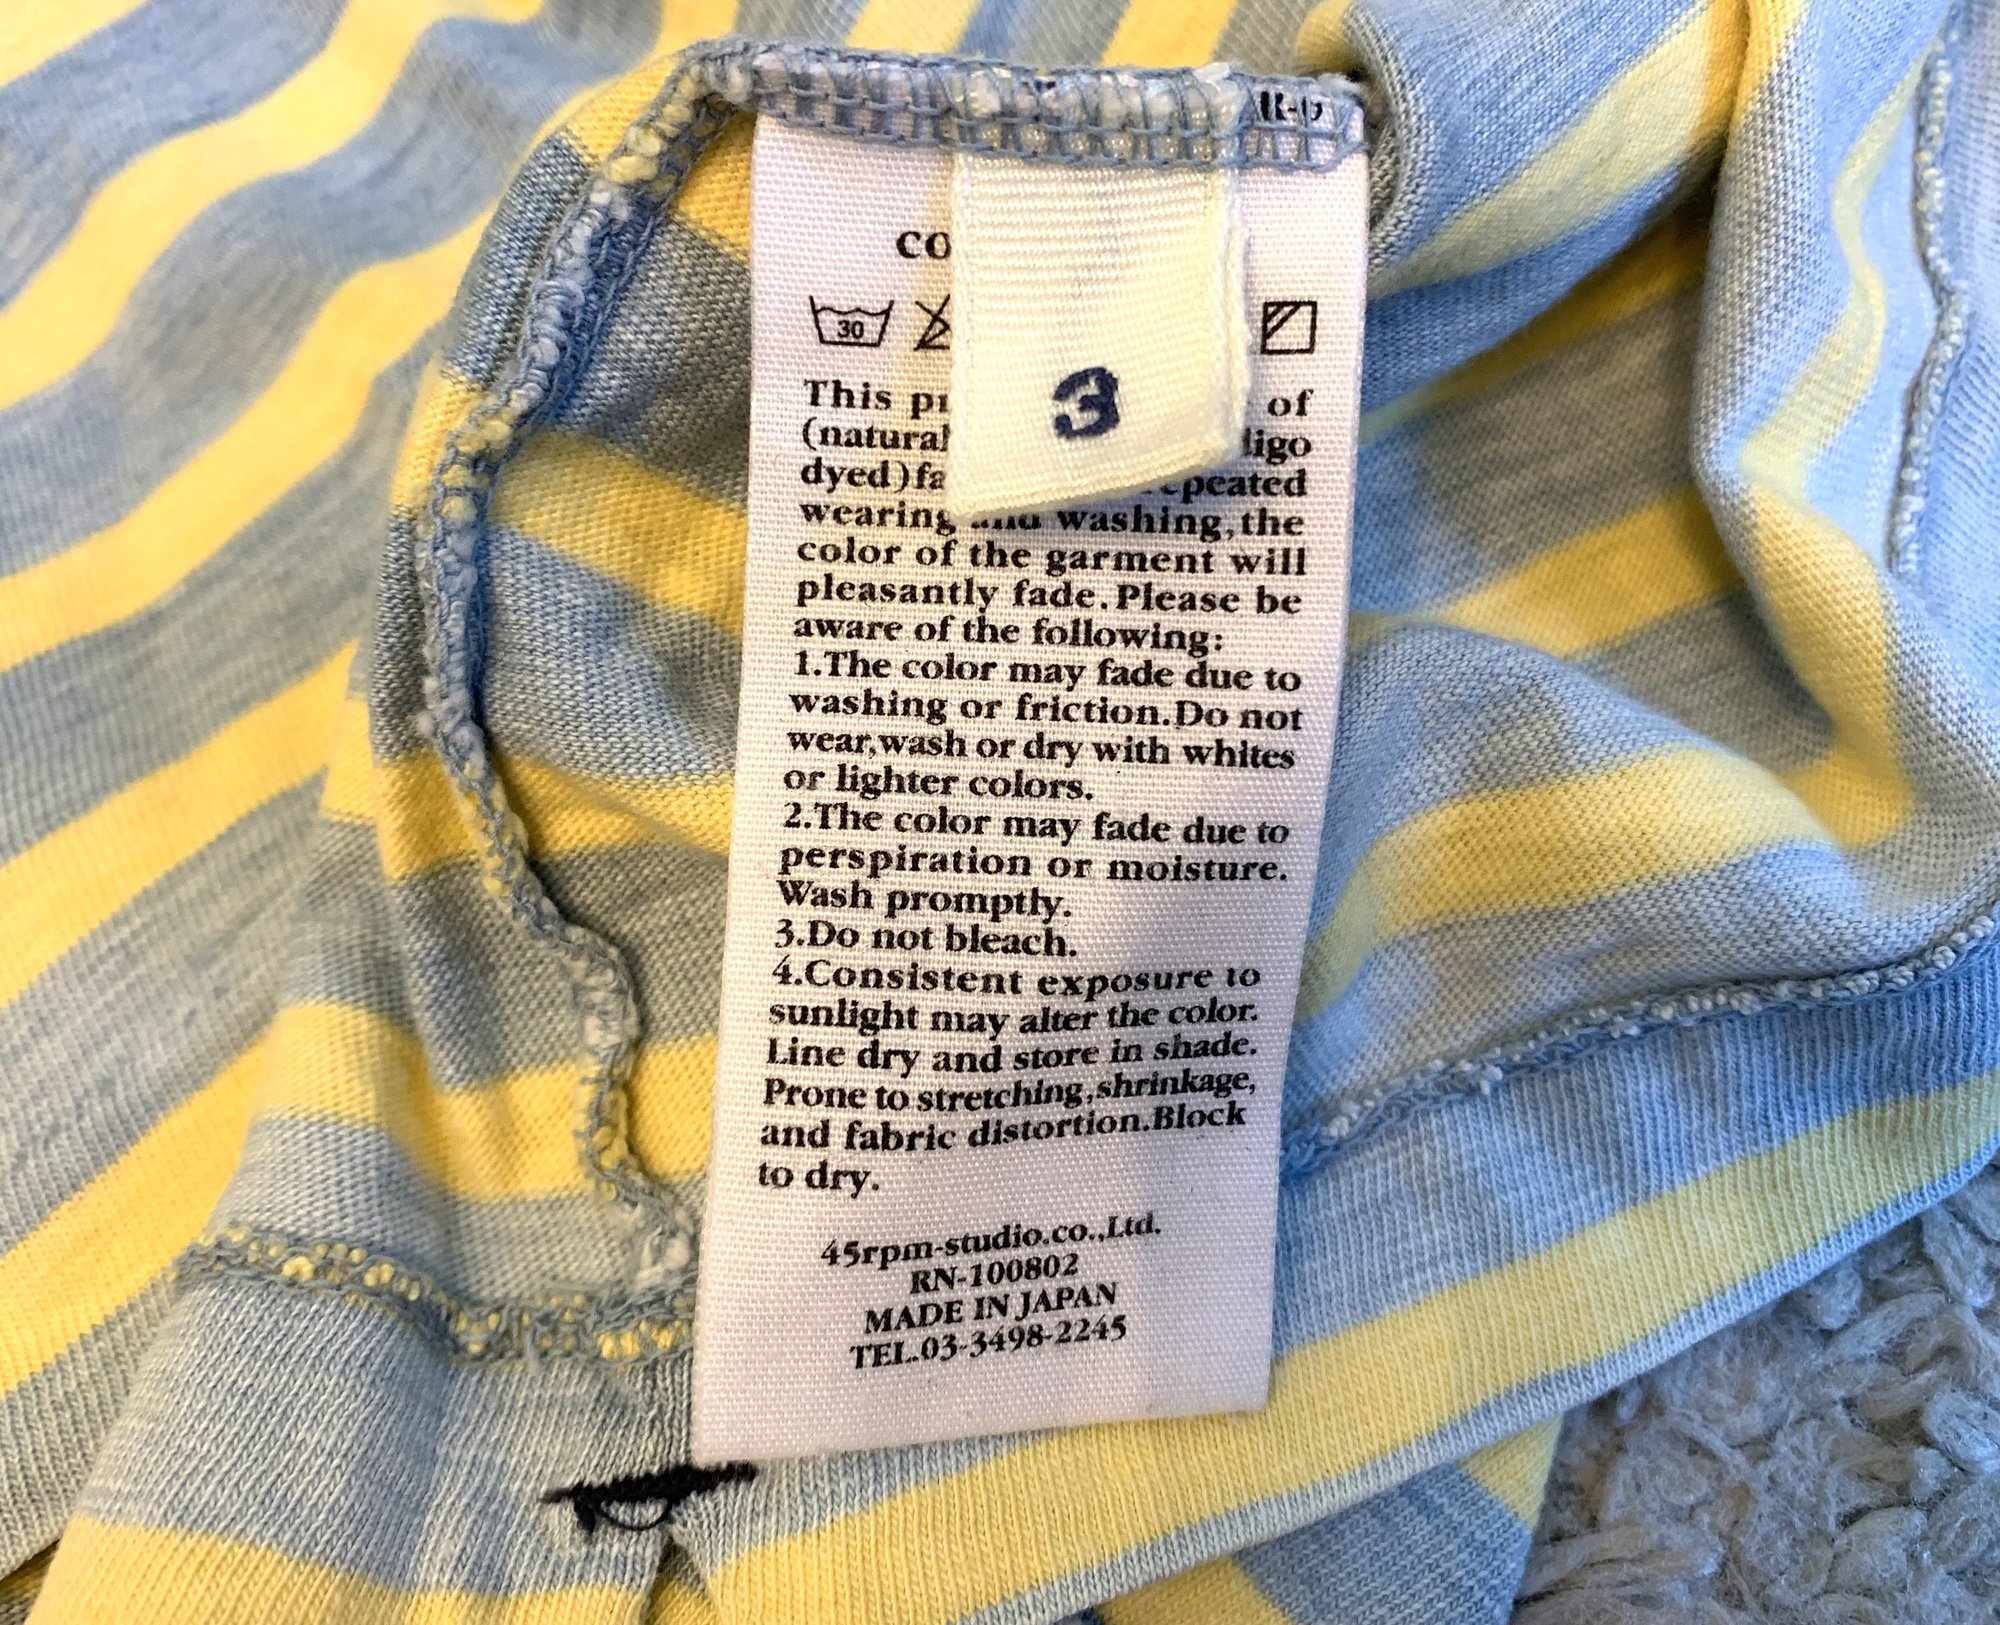 30
3
This of
(natural
dyed)fa
wearing washing,the
color of the garment will
pleasantly fade.Please be
aware of the following:
1.The color may fade due to
washing or friction.Do not
wear,wash or dry with whites
or lighter colors.
2.The color may fade due to
perspiration or moisture.
Wash promptly.
3.Do not bleach.
4.Consistent exposure to
sunlight may alter the color.
Line dry and store in shade.
Prone to stretching,shrinkage,
and fabric distortion.Block
to dry.
45rpm-studio.co.,Ltd.
RN-100802
MADE IN JAPAN
TEL.03-3498-2245